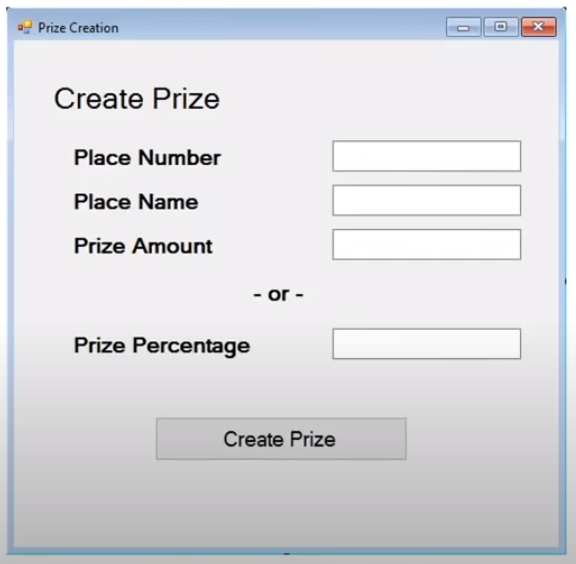 Prize Creation
Create Prize
Place Number
Place Name
Prize Amount
- or -
Prize Percentage
Create Prize